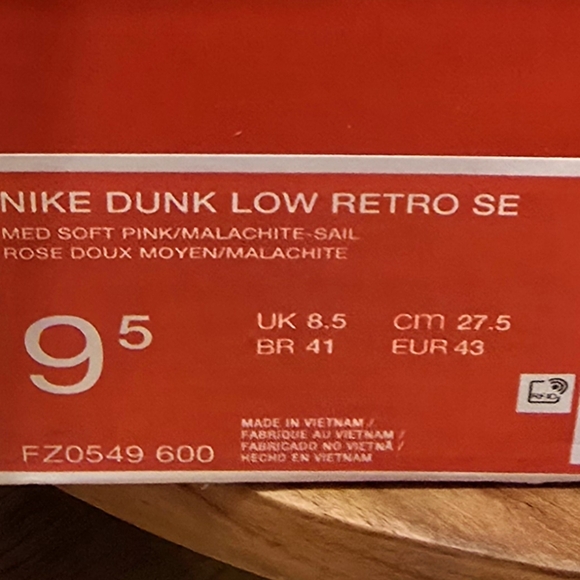 NIKE DUNK LOW RETRO SE
MED SOFT PINK/MALACHITE-SAIL
ROSE DOUX MOYEN/MALACHITE
9 5
UK 8.5 cm 27.5
BR 41 EUR 43
RFID
MADE IN VIETNAM /
FABRIQUE AU VIETNAM /
FABRICADO NO VIETNÃ /
HECHO EN VIETNAM
FZ0549 600